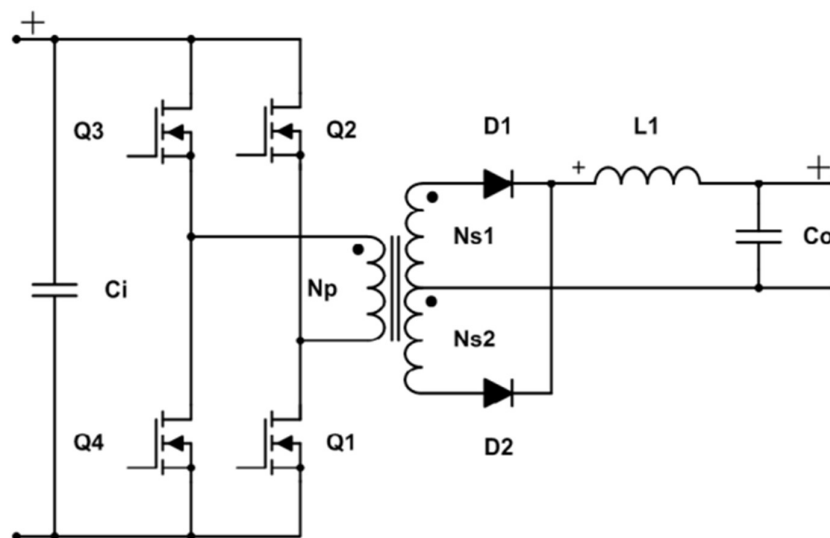 +
Q3
Q2
D1
L1
+
+
Ci
Np
Ns1
Co
Ns2
Q4
Q1
D2